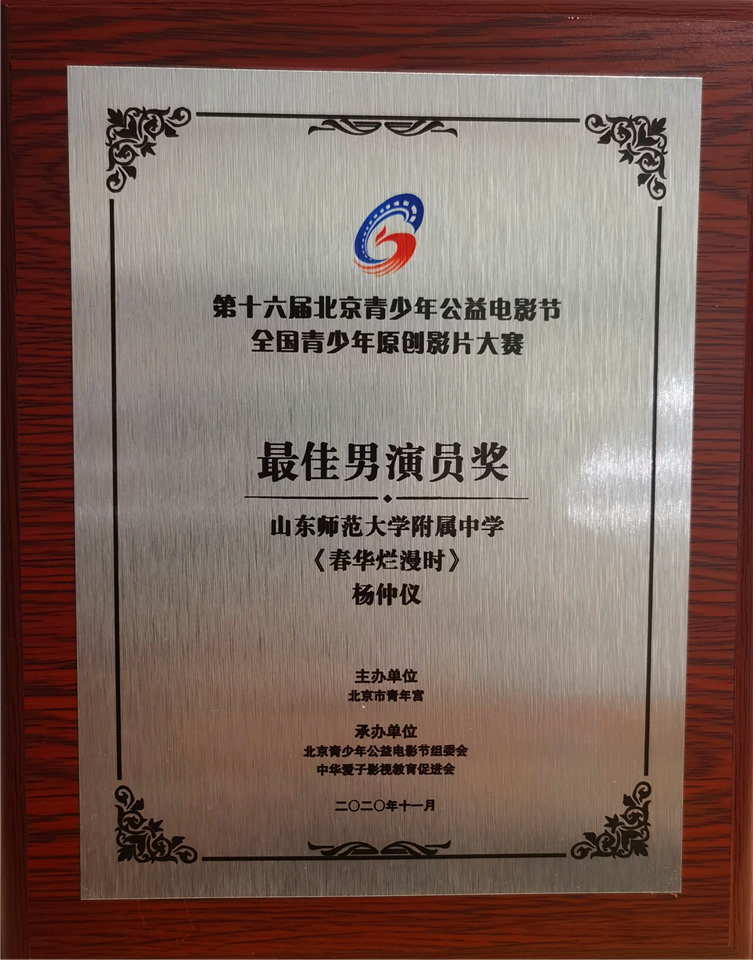 第十六届北京青少年公益电影节
全国青少年原创影片大赛
最佳男演员奖
山东师范大学附属中学
《春华烂漫时》
杨仲仪
主办单位
北京市青年宫
承办单位
北京青少年公益电影节组委会
中华爱子影视教育促进会
二〇二〇年十一月